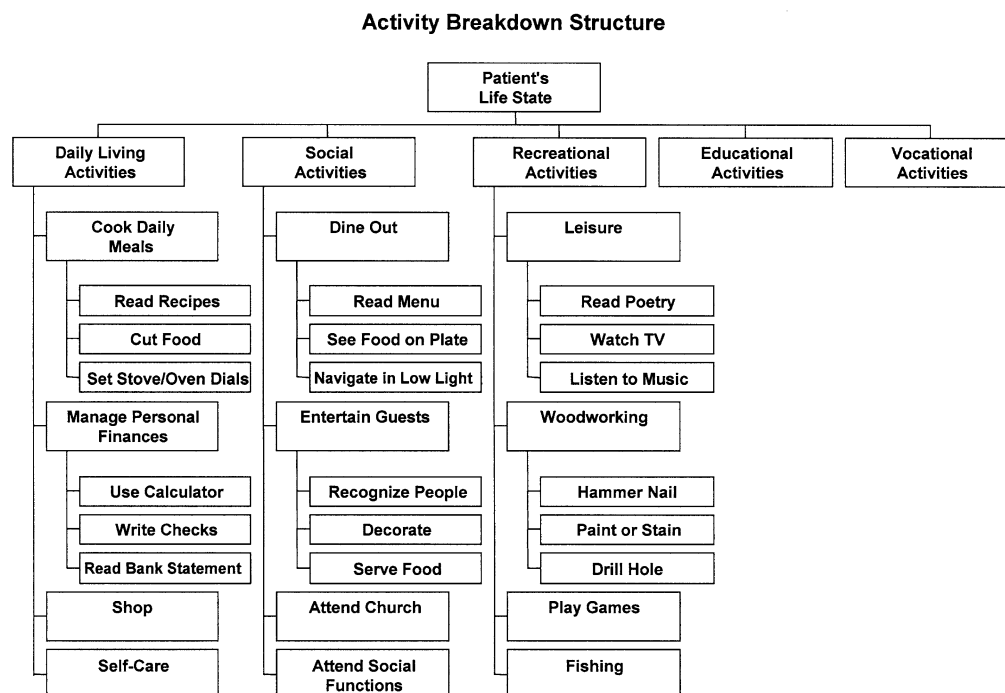 Activity Breakdown Structure
Patient's
Life State
Daily Living
Activities
Social
Activities
Recreational
Activities
Educational
Activities
Vocational
Activities
Cook Daily
Meals
Read Recipes
Cut Food
Set Stove/Oven Dials
Manage Personal
Finances
Use Calculator
Write Checks
Read Bank Statement
Shop
Self-Care
Dine Out
Read Menu
See Food on Plate
Navigate in Low Light
Entertain Guests
Recognize People
Decorate
Serve Food
Attend Church
Attend Social
Functions
Leisure
Read Poetry
Watch TV
Listen to Music
Woodworking
Hammer Nail
Paint or Stain
Drill Hole
Play Games
Fishing